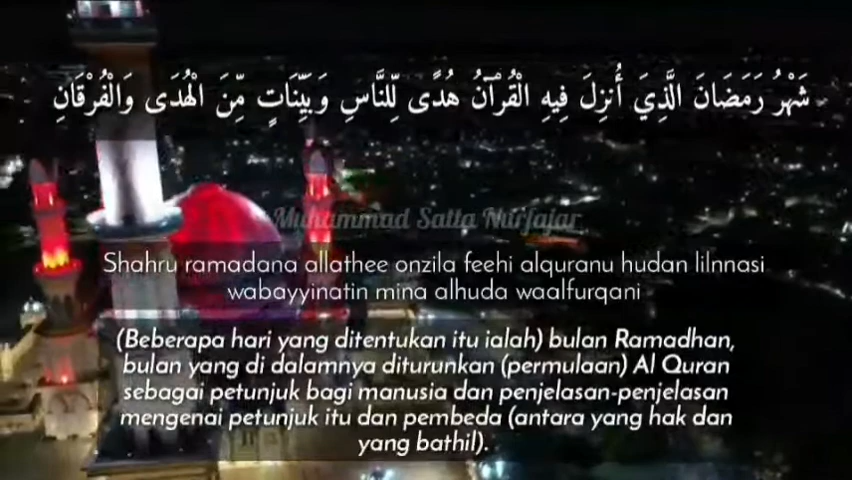 شَهْرُ رَمَضَانَ الَّذِيَ أُنزِلَ فِيهِ الْقُرْآنُ هُدًى لِّلنَّاسِ وَبَيِّنَاتٍ مِّنَ الْهُدَى وَالْفُرْقَانِ
Muhammad Satta Nurfajar
Shahru ramadana allathee onzila feehi alquranu hudan lilnnasi
wabayyinatin mina alhuda waalfurqani
(Beberapa hari yang ditentukan itu ialah) bulan Ramadhan,
bulan yang di dalamnya diturunkan (permulaan) Al Quran
sebagai petunjuk bagi manusia dan penjelasan-penjelasan
mengenai petunjuk itu dan pembeda (antara yang hak dan
yang bathil).